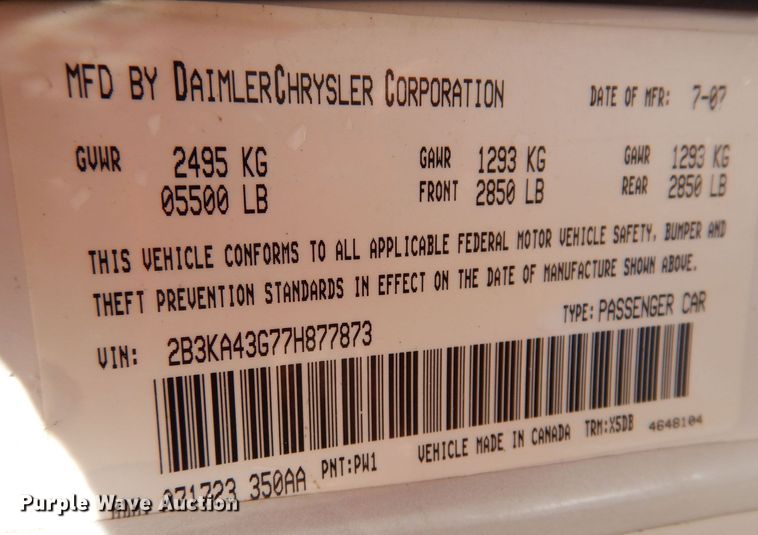 MFD BY DAIMLERCHRYSLER CORPORATION DATE OF MFR: 7-07
GVWR 2495 KG GAWR 1293 KG GAWR 1293 KG
05500 LB FRONT 2850 LB REAR 2850 LB
THIS VEHICLE CONFORMS TO ALL APPLICABLE FEDERAL MOTOR VEHICLE SAFETY, BUMPER AND
THEFT PREVENTION STANDARDS IN EFFECT ON THE DATE OF MANUFACTURE SHOWN ABOVE.
VIN: 2B3KA43G77H877873 TYPE: PASSENGER CAR
071723 350AA PNT:PW1 VEHICLE MADE IN CANADA TRM:X5DB 4648104
Purple Wave Auction